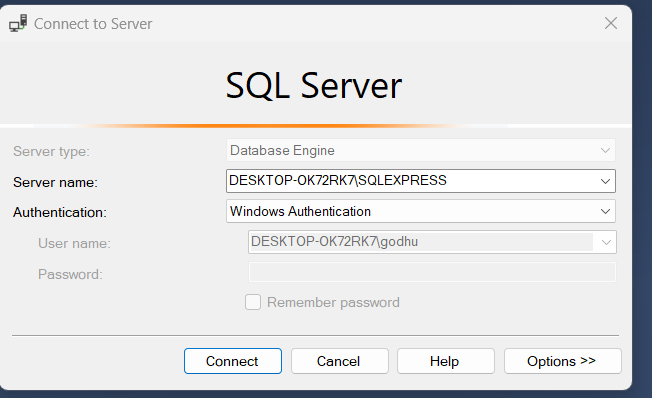 Connect to Server
SQL Server
Server type: Database Engine
Server name: DESKTOP-OK72RK7\SQLEXPRESS
Authentication: Windows Authentication
User name: DESKTOP-OK72RK7\godhu
Password:
Remember password
Connect Cancel Help Options >>